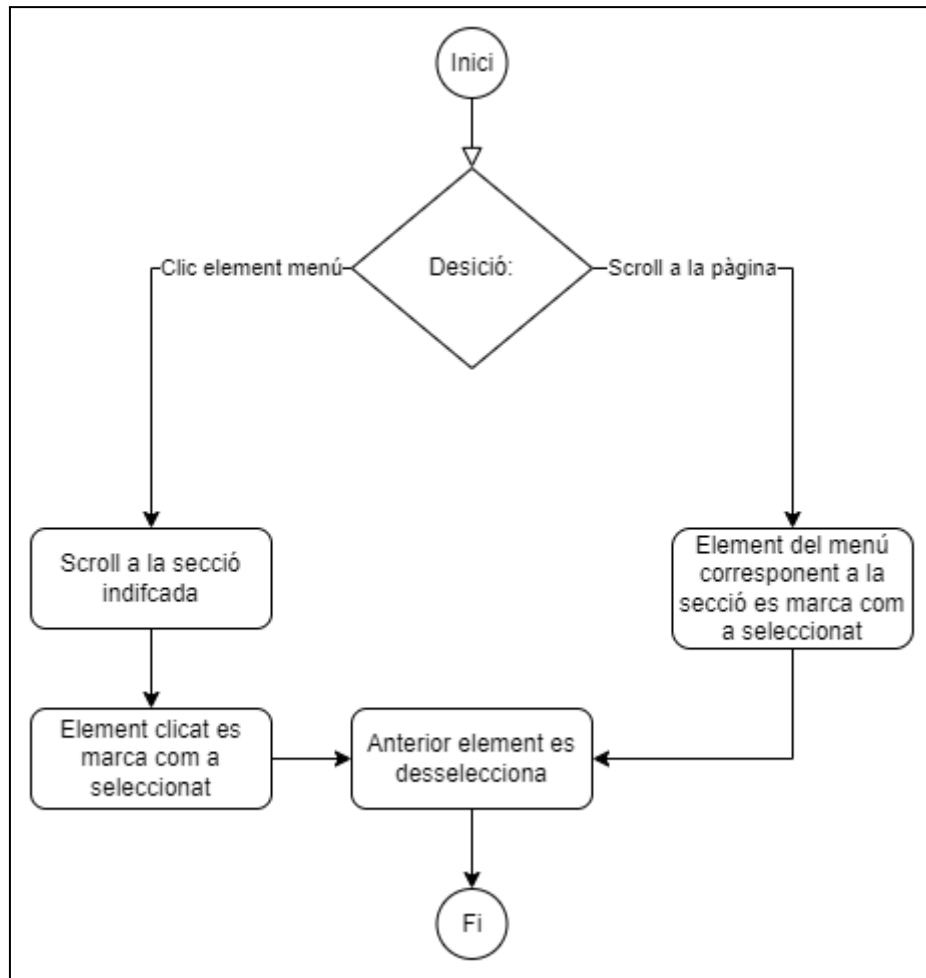 Inici
Clic element menú
Desició:
Scroll a la pàgina
Scroll a la secció
indifcada
Element del menú
corresponent a la
secció es marca com
a seleccionat
Element clicat es
marca com a
seleccionat
Anterior element es
desselecciona
Fi